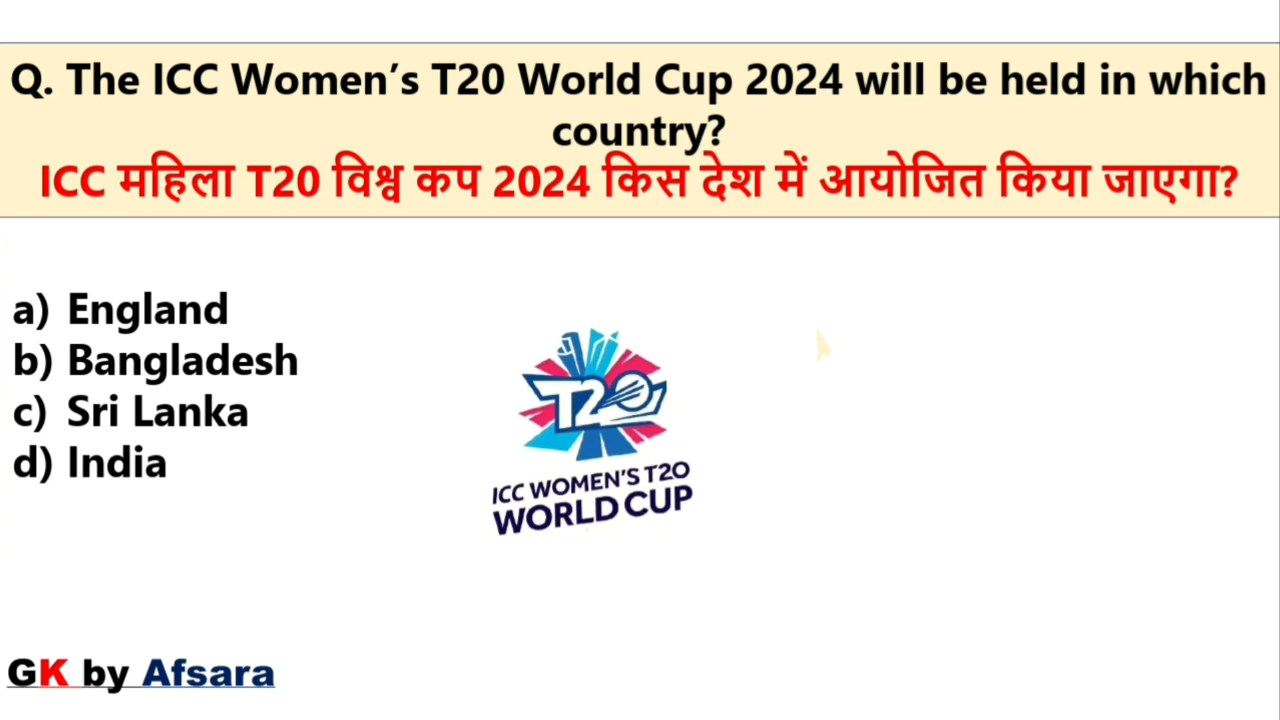 Q. The ICC Women’s T20 World Cup 2024 will be held in which
country?
ICC महिला T20 विश्व कप 2024 किस देश में आयोजित किया जाएगा?
a) England
b) Bangladesh
c) Sri Lanka
d) India
T20
ICC WOMEN'S T20
WORLD CUP
GK by Afsara